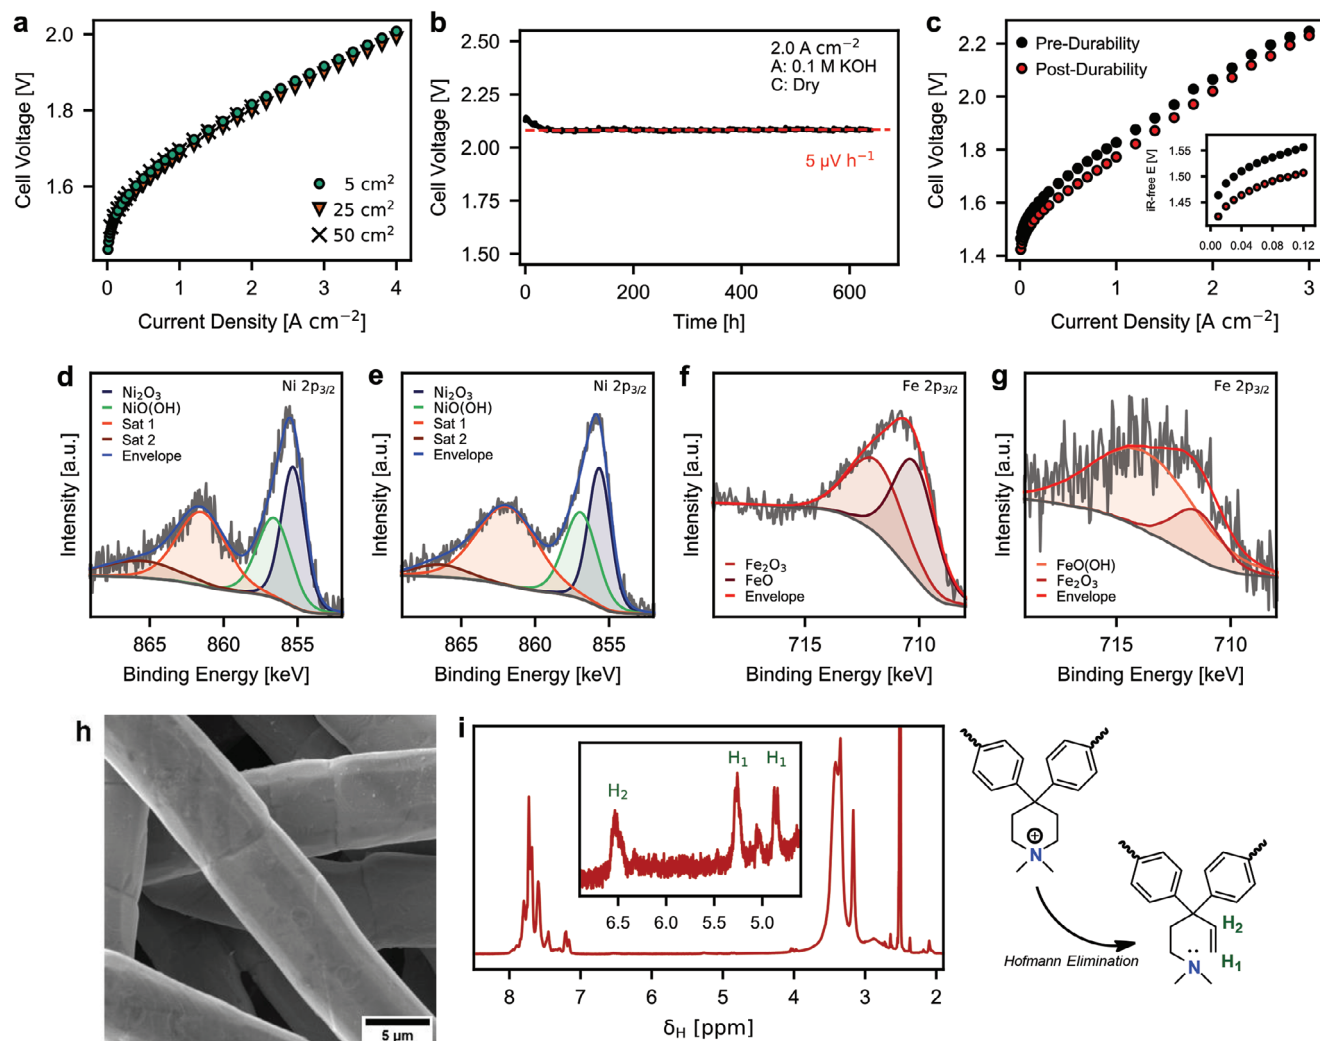 a
2.0
1.8
1.6
Cell Voltage [V]
5 cm²
25 cm²
50 cm²
0 1 2 3 4
Current Density [A cm⁻²]
b
2.50
2.25
2.00
1.75
1.50
Cell Voltage [V]
2.0 A cm⁻²
A: 0.1 M KOH
C: Dry
5 µV h⁻¹
0 200 400 600
Time [h]
c
2.2
2.0
1.8
1.6
1.4
Cell Voltage [V]
Pre-Durability
Post-Durability
iR-free E [V]
1.55
1.50
1.45
0.00 0.04 0.08 0.12
0 1 2 3
Current Density [A cm⁻²]
d
Ni₂O₃
NiO(OH)
Sat 1
Sat 2
Envelope
Ni 2p₃/₂
Intensity [a.u.]
865 860 855
Binding Energy [keV]
e
Ni₂O₃
NiO(OH)
Sat 1
Sat 2
Envelope
Ni 2p₃/₂
Intensity [a.u.]
865 860 855
Binding Energy [keV]
f
Fe 2p₃/₂
Fe₂O₃
FeO
Envelope
Intensity [a.u.]
715 710
Binding Energy [keV]
g
Fe 2p₃/₂
FeO(OH)
Fe₂O₃
Envelope
Intensity [a.u.]
715 710
Binding Energy [keV]
h
5 µm
i
H₂
H₁
H₁
6.5 6.0 5.5 5.0
8 7 6 5 4 3 2
δH [ppm]
+
N
Hofmann Elimination
H₂
H₁
N